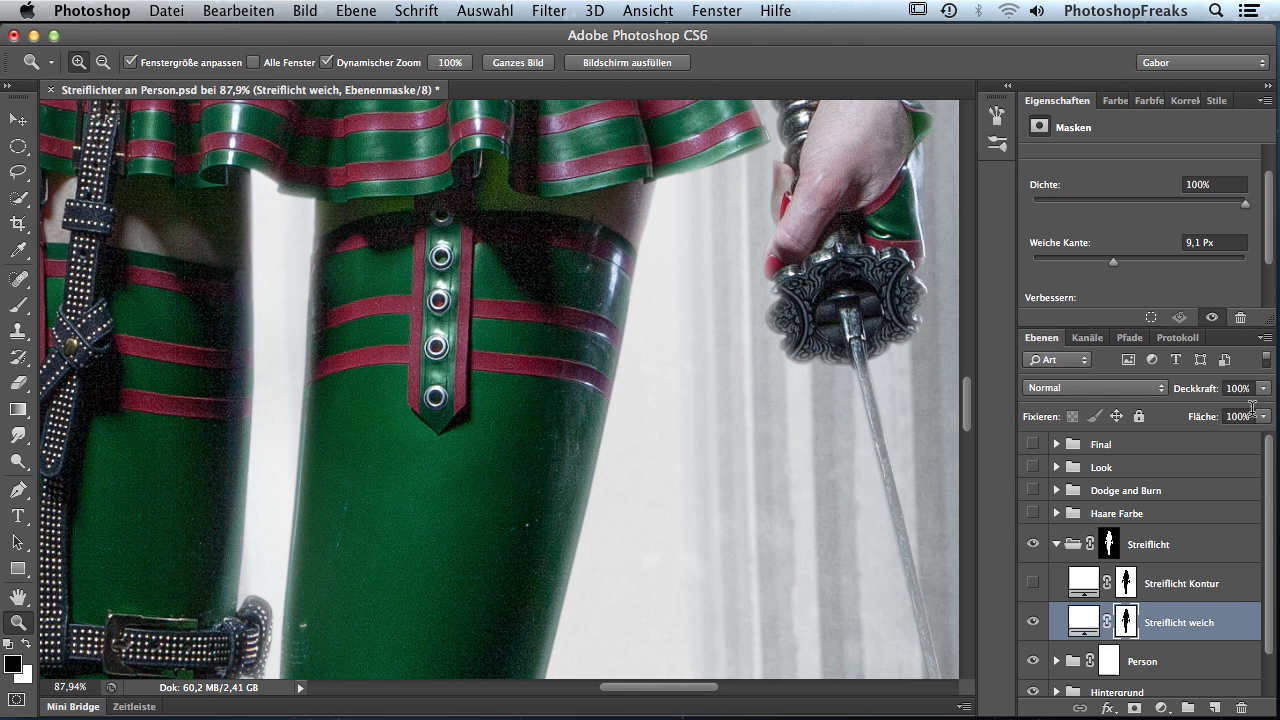 Photoshop Datei Bearbeiten Bild Ebene Schrift Auswahl Filter 3D Ansicht Fenster Hilfe PhotoshopFreaks
Adobe Photoshop CS6
Fenstergröße anpassen Alle Fenster Dynamischer Zoom 100% Ganzes Bild Bildschirm ausfüllen Gabor
× Streiflichter an Person.psd bei 87,9% (Streiflicht weich, Ebenenmaske/8) *
Eigenschaften Farbe Farbfe Korrek Stile
Masken
Dichte: 100%
Weiche Kante: 9,1 Px
Verbessern:
Ebenen Kanäle Pfade Protokoll
Art
Normal Deckkraft: 100%
Fixieren: Fläche: 100%
Final
Look
Dodge and Burn
Haare Farbe
Streiflicht
Streiflicht Kontur
Streiflicht weich
Person
Hintergrund
87,94% Dok: 60,2 MB/2,41 GB
Mini Bridge Zeitleiste